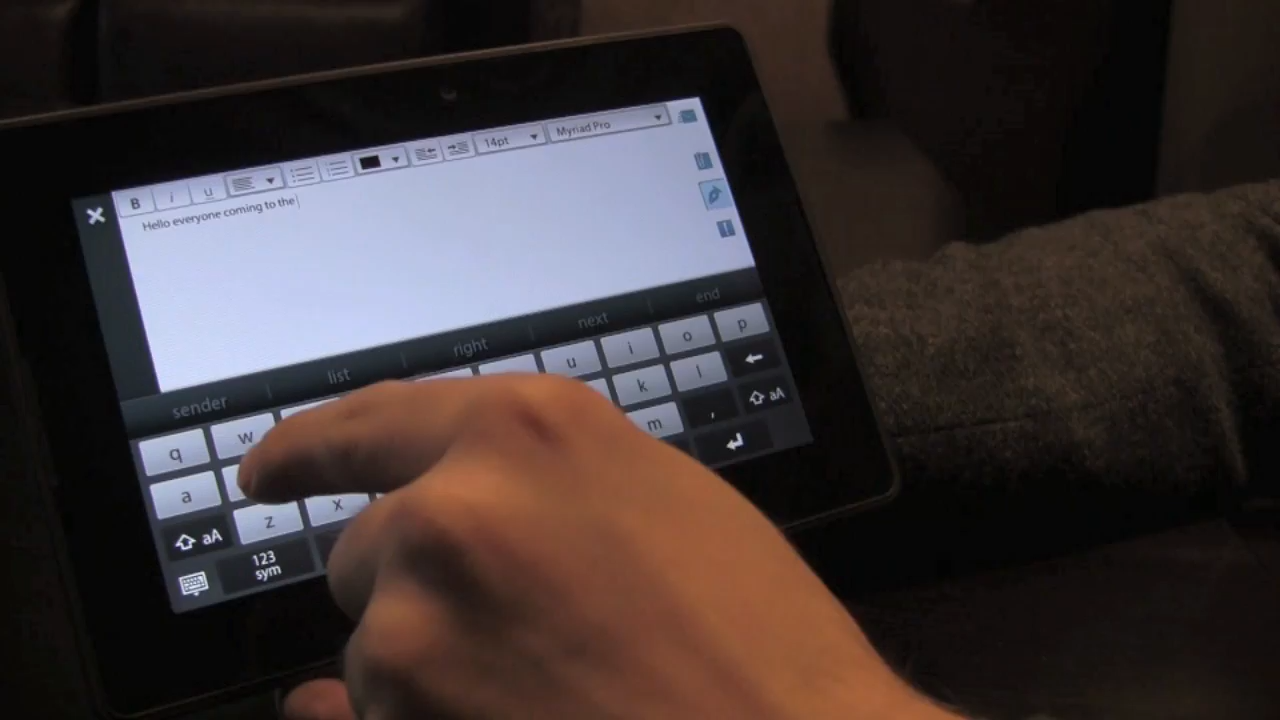 B i u 14pt Myriad Pro
Hello everyone coming to the
sender list right next end
q w u i o p
a k l
aA z x m , aA
123
sym